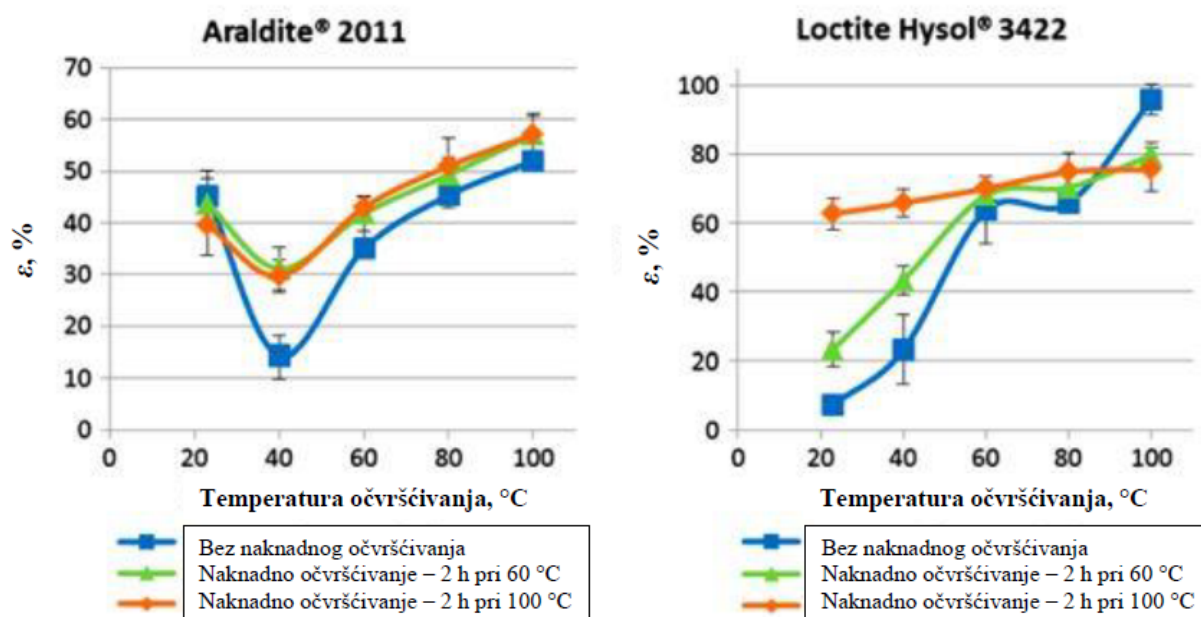 Araldite® 2011
70
60
50
40
30
20
10
0
ε, %
0 20 40 60 80 100
Temperatura očvršćivanja, °C
Bez naknadnog očvršćivanja
Naknadno očvršćivanje – 2 h pri 60 °C
Naknadno očvršćivanje – 2 h pri 100 °C
Loctite Hysol® 3422
100
80
60
40
20
0
ε, %
0 20 40 60 80 100
Temperatura očvršćivanja, °C
Bez naknadnog očvršćivanja
Naknadno očvršćivanje – 2 h pri 60 °C
Naknadno očvršćivanje – 2 h pri 100 °C